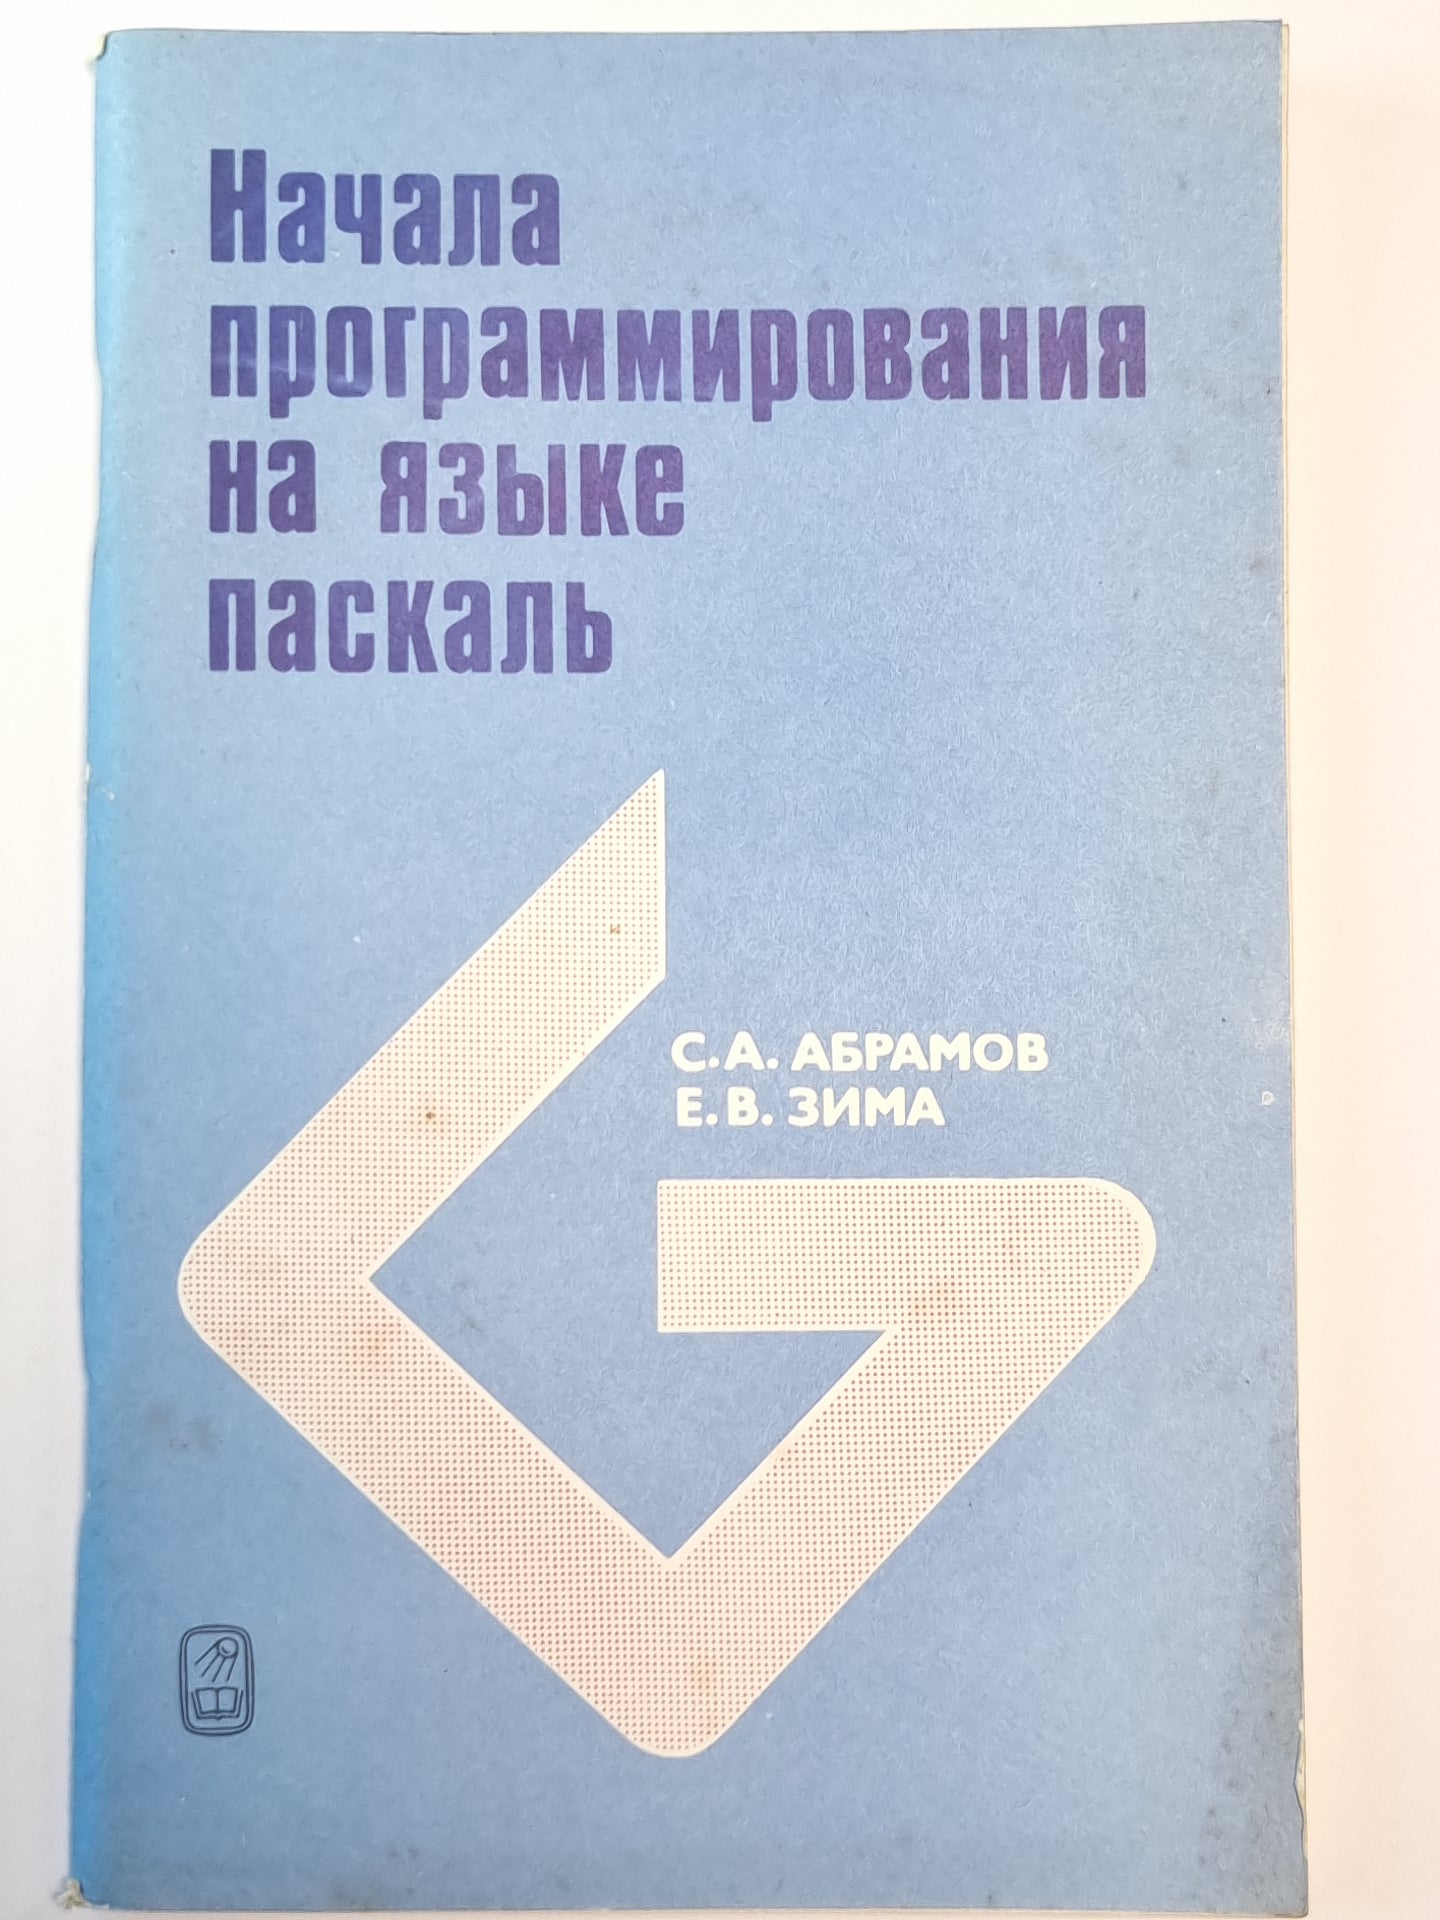 Начала
программирования
на языке
паскаль
С.А. АБРАМОВ
Е.В. ЗИМА